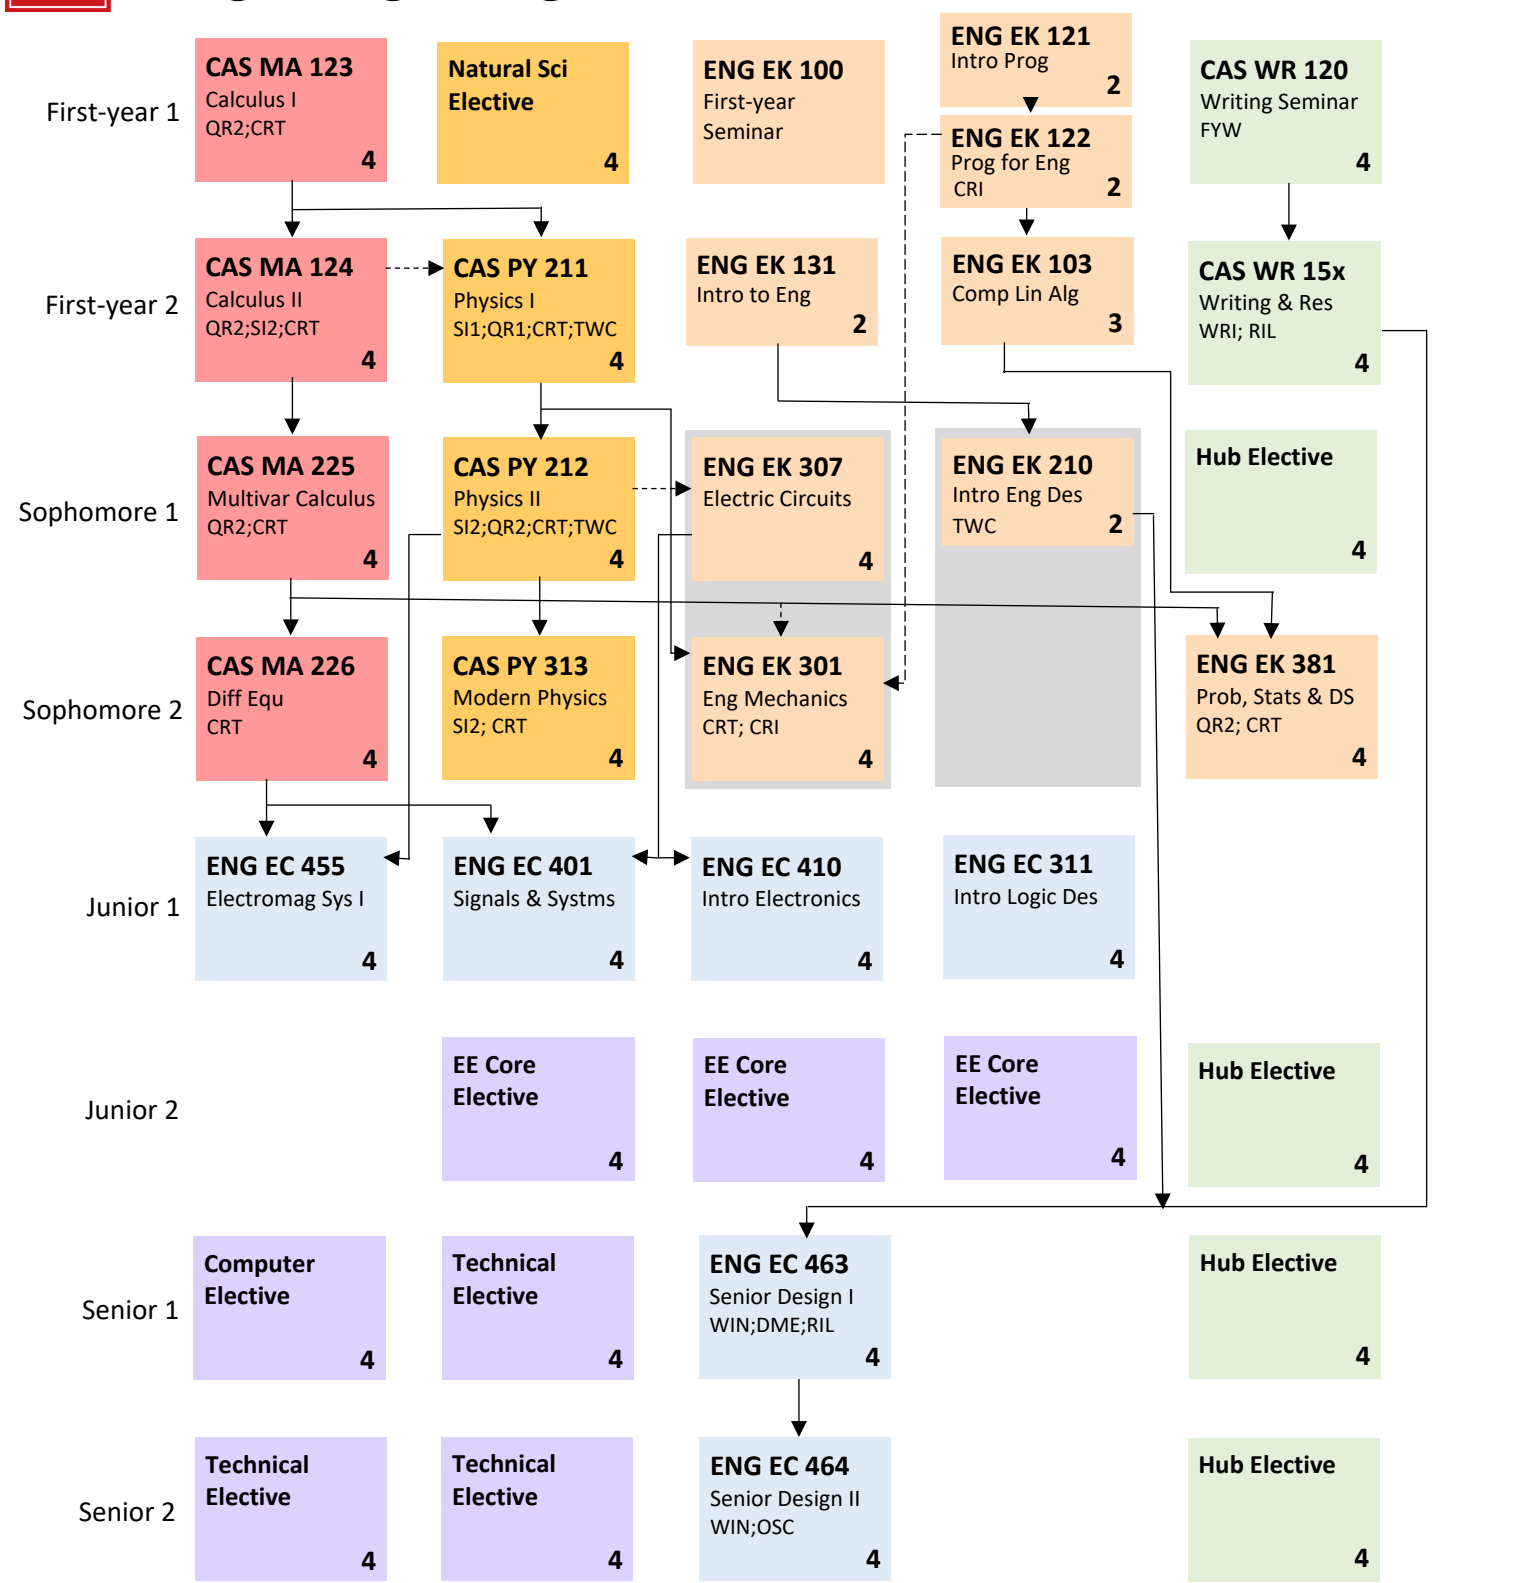 First-year 1
CAS MA 123
Calculus I
QR2;CRT
4
Natural Sci
Elective
4
ENG EK 100
First-year
Seminar
ENG EK 121
Intro Prog
2
ENG EK 122
Prog for Eng
CRI
2
CAS WR 120
Writing Seminar
FYW
4
First-year 2
CAS MA 124
Calculus II
QR2;SI2;CRT
4
CAS PY 211
Physics I
SI1;QR1;CRT;TWC
4
ENG EK 131
Intro to Eng
2
ENG EK 103
Comp Lin Alg
3
CAS WR 15x
Writing & Res
WRI; RIL
4
Sophomore 1
CAS MA 225
Multivar Calculus
QR2;CRT
4
CAS PY 212
Physics II
SI2;QR2;CRT;TWC
4
ENG EK 307
Electric Circuits
4
ENG EK 210
Intro Eng Des
TWC
2
Hub Elective
4
Sophomore 2
CAS MA 226
Diff Equ
CRT
4
CAS PY 313
Modern Physics
SI2; CRT
4
ENG EK 301
Eng Mechanics
CRT; CRI
4
ENG EK 381
Prob, Stats & DS
QR2; CRT
4
Junior 1
ENG EC 455
Electromag Sys I
4
ENG EC 401
Signals & Systms
4
ENG EC 410
Intro Electronics
4
ENG EC 311
Intro Logic Des
4
Junior 2
EE Core
Elective
4
EE Core
Elective
4
EE Core
Elective
4
Hub Elective
4
Senior 1
Computer
Elective
4
Technical
Elective
4
ENG EC 463
Senior Design I
WIN;DME;RIL
4
Hub Elective
4
Senior 2
Technical
Elective
4
Technical
Elective
4
ENG EC 464
Senior Design II
WIN;OSC
4
Hub Elective
4